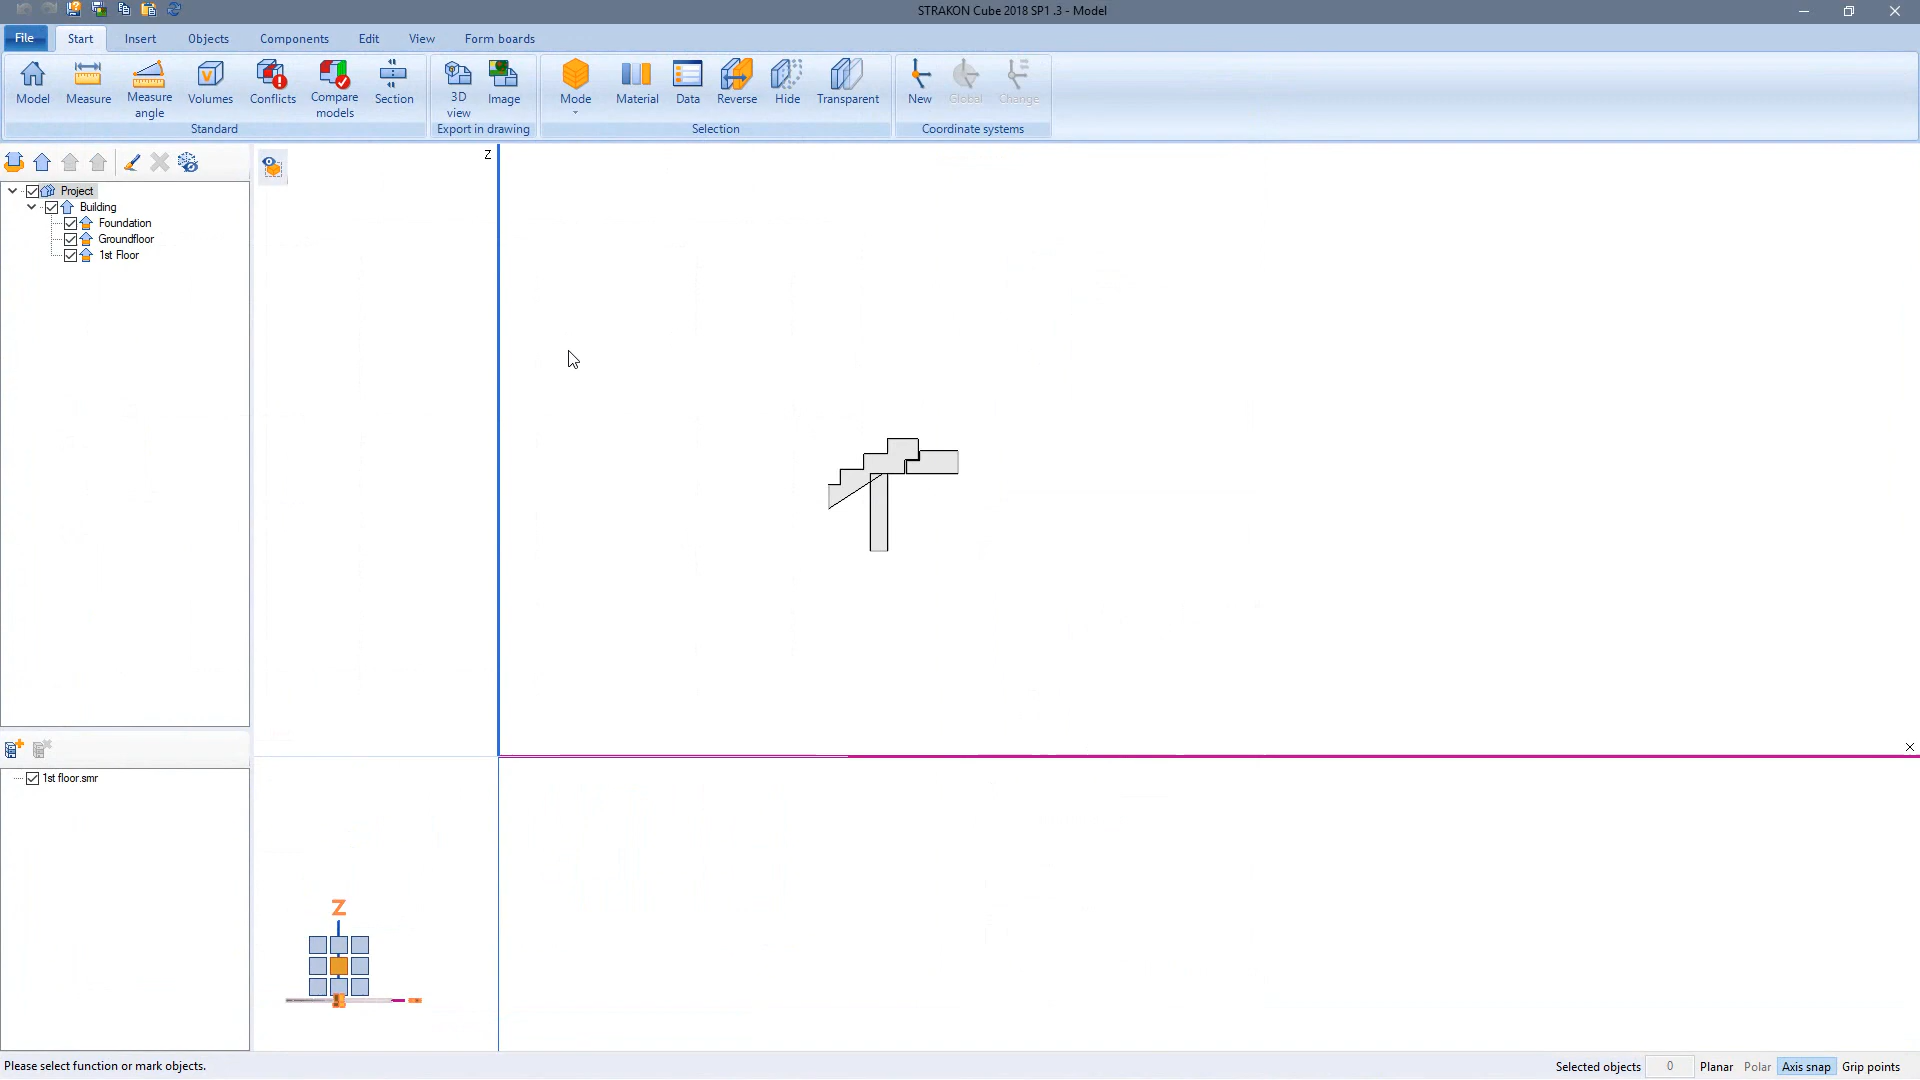 STRAKON Cube 2018 SP1 .3 - Model
File Start Insert Objects Components Edit View Form boards
Model Measure Measure angle Volumes Conflicts Compare models Section 3D view Image Mode Material Data Reverse Hide Transparent New Global Change
Standard Export in drawing Selection Coordinate systems
Z
Project
Building
Foundation
Groundfloor
1st Floor
1st floor.smr
Z
Please select function or mark objects.
Selected objects 0 Planar Polar Axis snap Grip points